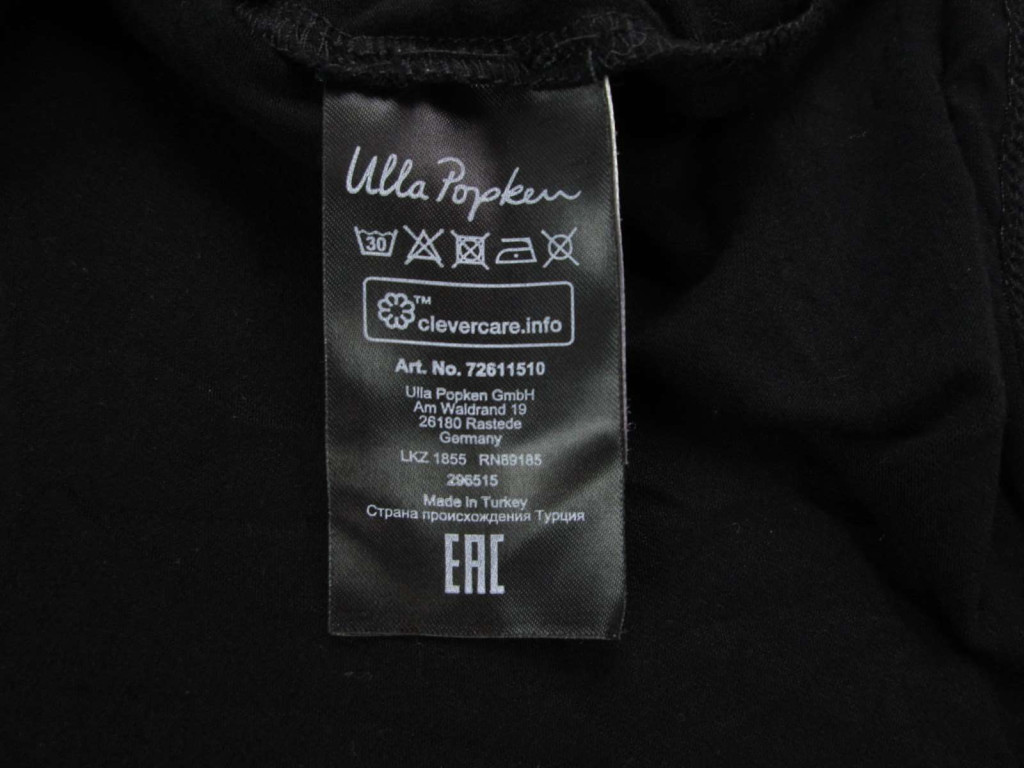 Ulla Popken
30
™
clevercare.info
Art. No. 72611510
Ulla Popken GmbH
Am Waldrand 19
26180 Rastede
Germany
LKZ 1855 RN89185
296515
Made in Turkey
Страна происхождения Турция
EAC